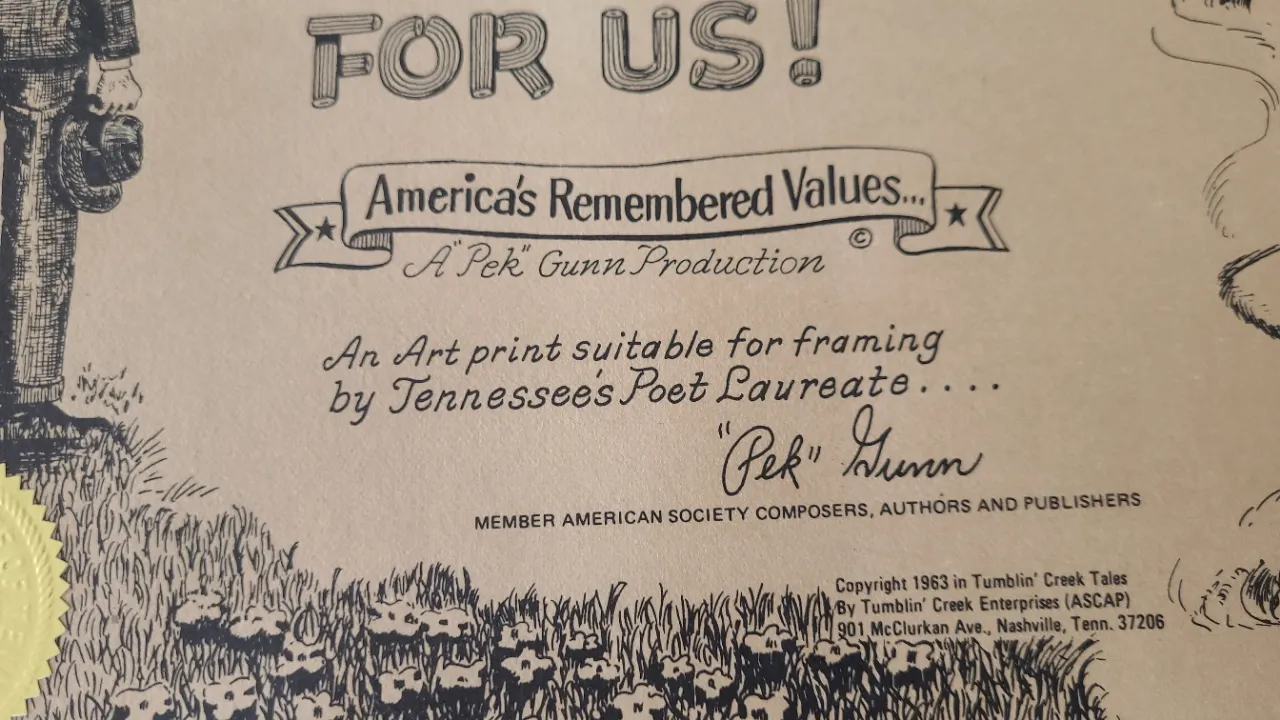 FOR US!
America's Remembered Values...
©
A "Pek" Gunn Production
An Art print suitable for framing
by Tennessee's Poet Laureate....
"Pek" Gunn
MEMBER AMERICAN SOCIETY COMPOSERS, AUTHORS AND PUBLISHERS
Copyright 1963 in Tumblin' Creek Tales
By Tumblin' Creek Enterprises (ASCAP)
901 McClurkan Ave., Nashville, Tenn. 37206